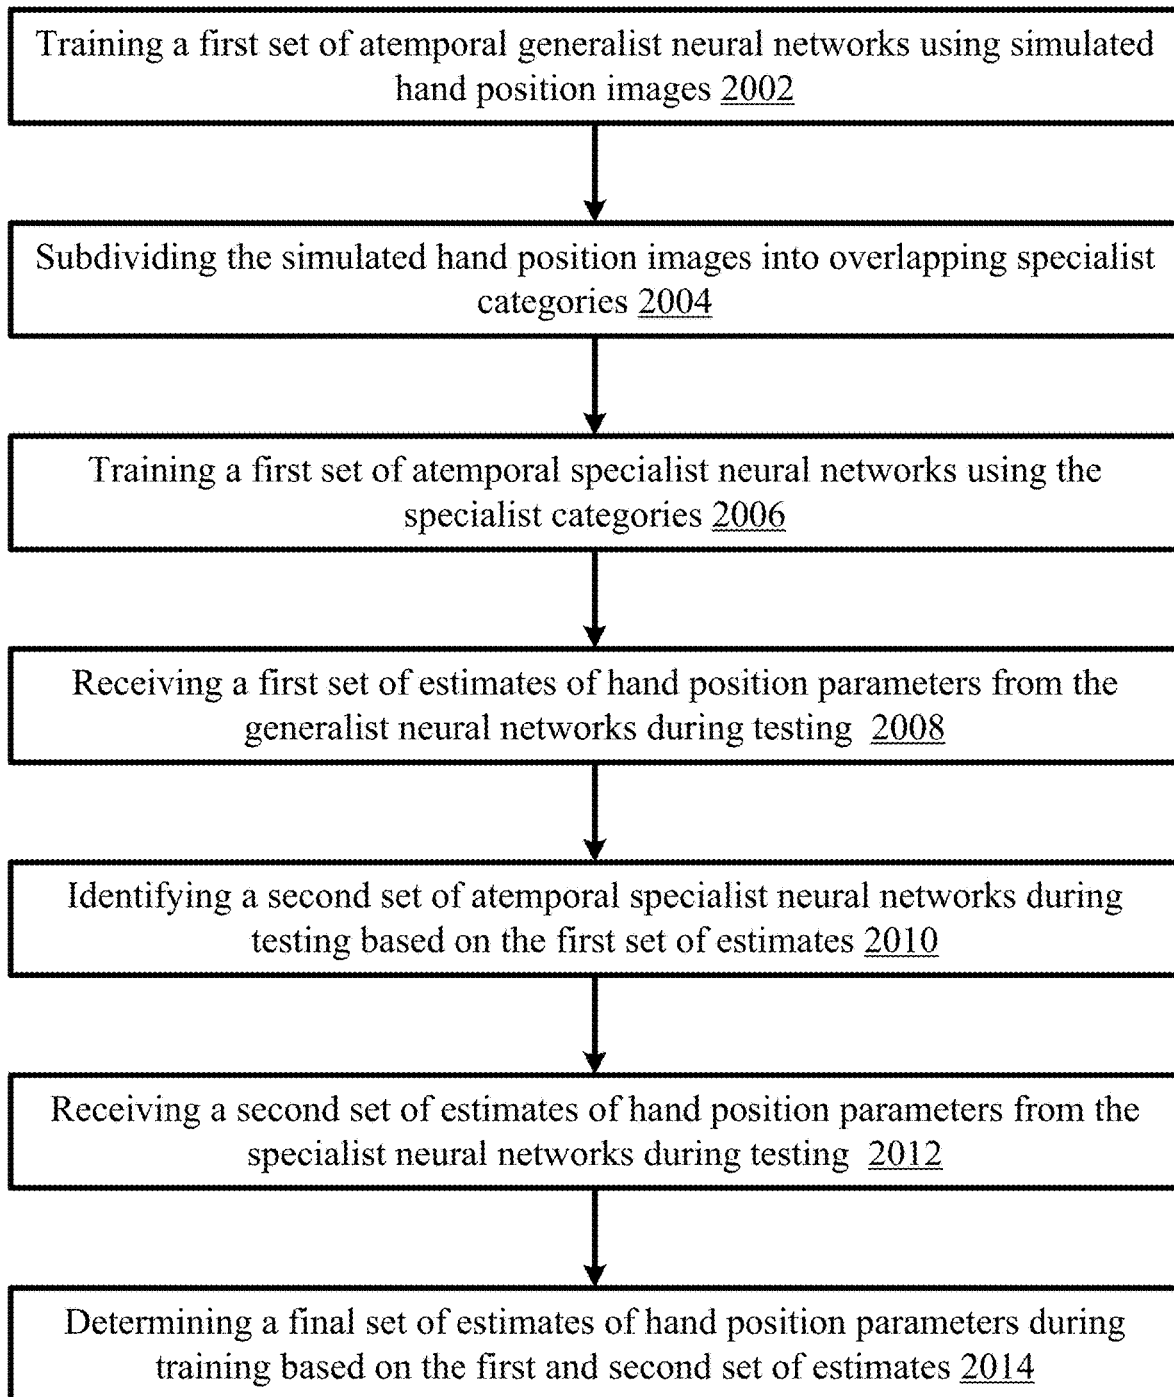 Training a first set of atemporal generalist neural networks using simulated
hand position images 2002
Subdividing the simulated hand position images into overlapping specialist
categories 2004
Training a first set of atemporal specialist neural networks using the
specialist categories 2006
Receiving a first set of estimates of hand position parameters from the
generalist neural networks during testing 2008
Identifying a second set of atemporal specialist neural networks during
testing based on the first set of estimates 2010
Receiving a second set of estimates of hand position parameters from the
specialist neural networks during testing 2012
Determining a final set of estimates of hand position parameters during
training based on the first and second set of estimates 2014